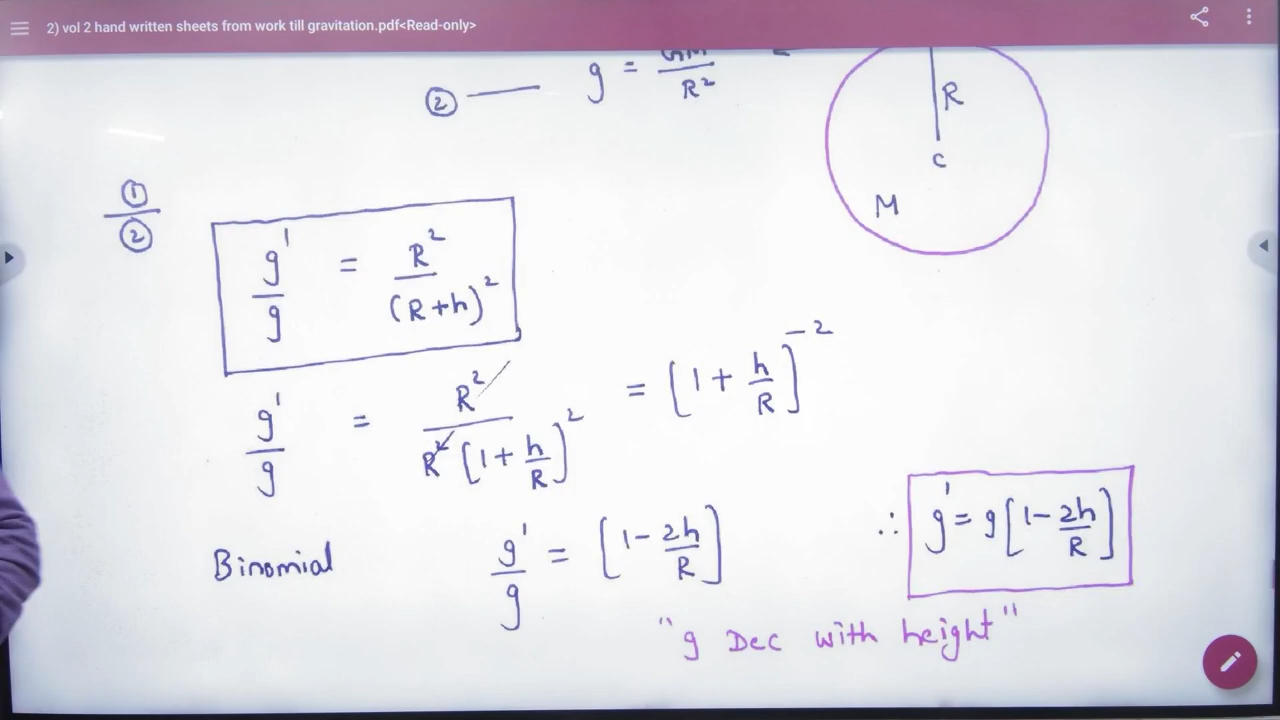 2) vol 2 hand written sheets from work till gravitation.pdf<Read-only>
② — g = GM/R²
R
C
M
①/②
g'/g = R²/(R+h)²
g'/g = R²/R²[1+h/R]² = [1+h/R]⁻²
Binomial g'/g = [1-2h/R] ∴ g' = g[1-2h/R]
"g Dec with height"